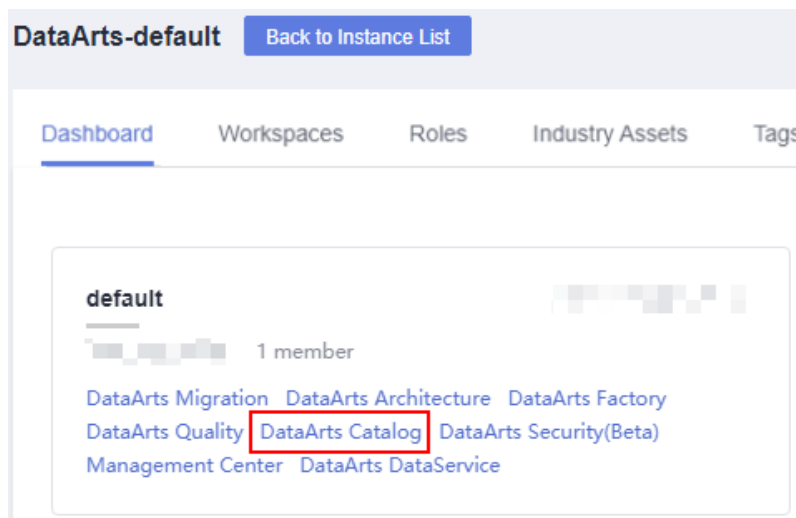 DataArts-default Back to Instance List
Dashboard Workspaces Roles Industry Assets Tags
default
1 member
DataArts Migration DataArts Architecture DataArts Factory
DataArts Quality DataArts Catalog DataArts Security(Beta)
Management Center DataArts DataService